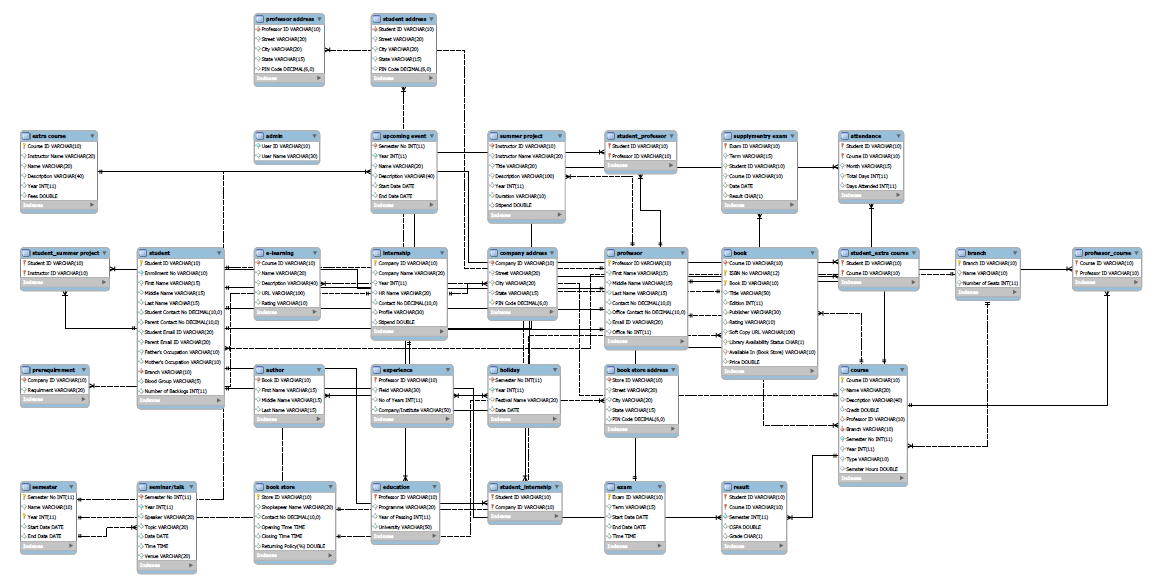 professor address
Professor ID VARCHAR(10)
Street VARCHAR(20)
City VARCHAR(20)
State VARCHAR(15)
PIN Code DECIMAL(6,0)
Indexes
student address
Student ID VARCHAR(10)
Street VARCHAR(20)
City VARCHAR(20)
State VARCHAR(15)
PIN Code DECIMAL(6,0)
Indexes
extra course
Course ID VARCHAR(10)
Instructor Name VARCHAR(20)
Name VARCHAR(20)
Description VARCHAR(40)
Year INT(11)
Fees DOUBLE
Indexes
admin
User ID VARCHAR(10)
User Name VARCHAR(30)
Indexes
upcoming event
Semester No INT(11)
Year INT(11)
Name VARCHAR(20)
Description VARCHAR(40)
Start Date DATE
End Date DATE
Indexes
summer project
Instructor ID VARCHAR(10)
Instructor Name VARCHAR(20)
Title VARCHAR(20)
Description VARCHAR(100)
Year INT(11)
Duration VARCHAR(10)
Stipend DOUBLE
Indexes
student_professor
Student ID VARCHAR(10)
Professor ID VARCHAR(10)
Indexes
supplymentry exam
Exam ID VARCHAR(10)
Term VARCHAR(15)
Student ID VARCHAR(10)
Course ID VARCHAR(10)
Date DATE
Result CHAR(1)
Indexes
attendance
Student ID VARCHAR(10)
Course ID VARCHAR(10)
Month VARCHAR(15)
Total Days INT(11)
Days Attended INT(11)
Indexes
student_summer project
Student ID VARCHAR(10)
Instructor ID VARCHAR(10)
Indexes
student
Student ID VARCHAR(10)
Enrollment No VARCHAR(10)
First Name VARCHAR(15)
Middle Name VARCHAR(15)
Last Name VARCHAR(15)
Student Contact No DECIMAL(10,0)
Parent Contact No DECIMAL(10,0)
Student Email ID VARCHAR(20)
Parent Email ID VARCHAR(20)
Father's Occupation VARCHAR(10)
Mother's Occupation VARCHAR(10)
Branch VARCHAR(10)
Blood Group VARCHAR(5)
Number of Backlogs INT(11)
Indexes
e-learning
Course ID VARCHAR(10)
Name VARCHAR(20)
Description VARCHAR(40)
URL VARCHAR(100)
Rating VARCHAR(10)
Indexes
internship
Company ID VARCHAR(10)
Company Name VARCHAR(20)
Year INT(11)
HR Name VARCHAR(20)
Contact No DECIMAL(10,0)
Profile VARCHAR(30)
Stipend DOUBLE
Indexes
company address
Company ID VARCHAR(10)
Street VARCHAR(20)
City VARCHAR(20)
State VARCHAR(15)
PIN Code DECIMAL(6,0)
Indexes
professor
Professor ID VARCHAR(10)
First Name VARCHAR(15)
Middle Name VARCHAR(15)
Last Name VARCHAR(15)
Contact No DECIMAL(10,0)
Office Contact No DECIMAL(10,0)
Email ID VARCHAR(20)
Office No INT(11)
Indexes
book
Course ID VARCHAR(10)
ISBN No VARCHAR(12)
Book ID VARCHAR(10)
Title VARCHAR(50)
Edition INT(11)
Publisher VARCHAR(30)
Rating VARCHAR(10)
Soft Copy URL VARCHAR(100)
Library Availability Status CHAR(1)
Available In (Book Store) VARCHAR(10)
Price DOUBLE
Indexes
student_extra course
Student ID VARCHAR(10)
Course ID VARCHAR(10)
Indexes
branch
Branch VARCHAR(10)
Name VARCHAR(10)
Number of Seats INT(11)
Indexes
professor_course
Course ID VARCHAR(10)
Professor ID VARCHAR(10)
Indexes
prerequirment
Company ID VARCHAR(10)
Requirment VARCHAR(20)
Indexes
author
Book ID VARCHAR(10)
First Name VARCHAR(15)
Middle Name VARCHAR(15)
Last Name VARCHAR(15)
Indexes
experience
Professor ID VARCHAR(10)
Field VARCHAR(30)
No of Years INT(11)
Company/Institute VARCHAR(50)
Indexes
holiday
Semester No INT(11)
Year INT(11)
Festival Name VARCHAR(20)
Date DATE
Indexes
book store address
Store ID VARCHAR(10)
Street VARCHAR(20)
City VARCHAR(20)
State VARCHAR(15)
PIN Code DECIMAL(6,0)
Indexes
course
Course ID VARCHAR(10)
Name VARCHAR(20)
Description VARCHAR(40)
Credit DOUBLE
Professor ID VARCHAR(10)
Branch VARCHAR(10)
Semester No INT(11)
Year INT(11)
Type VARCHAR(10)
Semster Hours DOUBLE
Indexes
semester
Semester No INT(11)
Name VARCHAR(10)
Year INT(11)
Start Date DATE
End Date DATE
Indexes
seminar/talk
Semester No INT(11)
Year INT(11)
Speaker VARCHAR(20)
Topic VARCHAR(20)
Date DATE
Time TIME
Venue VARCHAR(20)
Indexes
book store
Store ID VARCHAR(10)
Shopkeeper Name VARCHAR(20)
Contact No DECIMAL(10,0)
Opening Time TIME
Closing Time TIME
Returning Policy(%) DOUBLE
Indexes
education
Professor ID VARCHAR(10)
Programme VARCHAR(20)
Year of Passing INT(11)
University VARCHAR(50)
Indexes
student_internship
Student ID VARCHAR(10)
Company ID VARCHAR(10)
Indexes
exam
Exam ID VARCHAR(10)
Term VARCHAR(15)
Start Date DATE
End Date DATE
Time TIME
Indexes
result
Student ID VARCHAR(10)
Course ID VARCHAR(10)
Semester INT(11)
CGPA DOUBLE
Grade CHAR(1)
Indexes